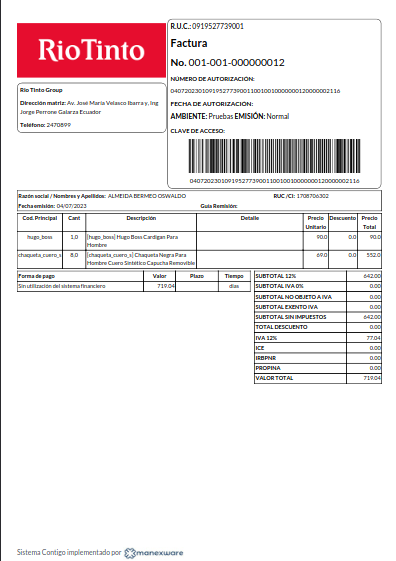 RioTinto
R.U.C.: 0919527739001
Factura
No. 001-001-000000012
NÚMERO DE AUTORIZACIÓN:
0407202301091952773900110010010000000120000002116
FECHA DE AUTORIZACIÓN:
AMBIENTE: Pruebas EMISIÓN: Normal
CLAVE DE ACCESO:
0407202301091952773900110010010000000120000002116
Rio Tinto Group
Dirección matriz: Av. José María Velasco Ibarra y, Ing
Jorge Perrone Galarza Ecuador
Teléfono: 2470899
Razón social / Nombres y Apellidos: ALMEIDA BERMEO OSWALDO RUC /CI: 1708706302
Fecha emisión: 04/07/2023 Guía Remisión:
Cod. Principal Cant Descripción Detalle Precio Unitario Descuento Precio Total
hugo_boss 1.0 [hugo_boss] Hugo Boss Cardigan Para Hombre 90.0 0.0 90.0
chaqueta_cuero_s 8.0 [chaqueta_cuero_s] Chaqueta Negra Para Hombre Cuero Sintético Capucha Removible 69.0 0.0 552.0
Forma de pago Valor Plazo Tiempo
Sin utilización del sistema financiero 719.04 dias
SUBTOTAL 12% 642.00
SUBTOTAL IVA 0% 0.00
SUBTOTAL NO OBJETO A IVA 0.00
SUBTOTAL EXENTO IVA 0.00
SUBTOTAL SIN IMPUESTOS 642.00
TOTAL DESCUENTO 0.00
IVA 12% 77.04
ICE 0.00
IRBPNR 0.00
PROPINA 0.00
VALOR TOTAL 719.04
Sistema Contigo implementado por manexware